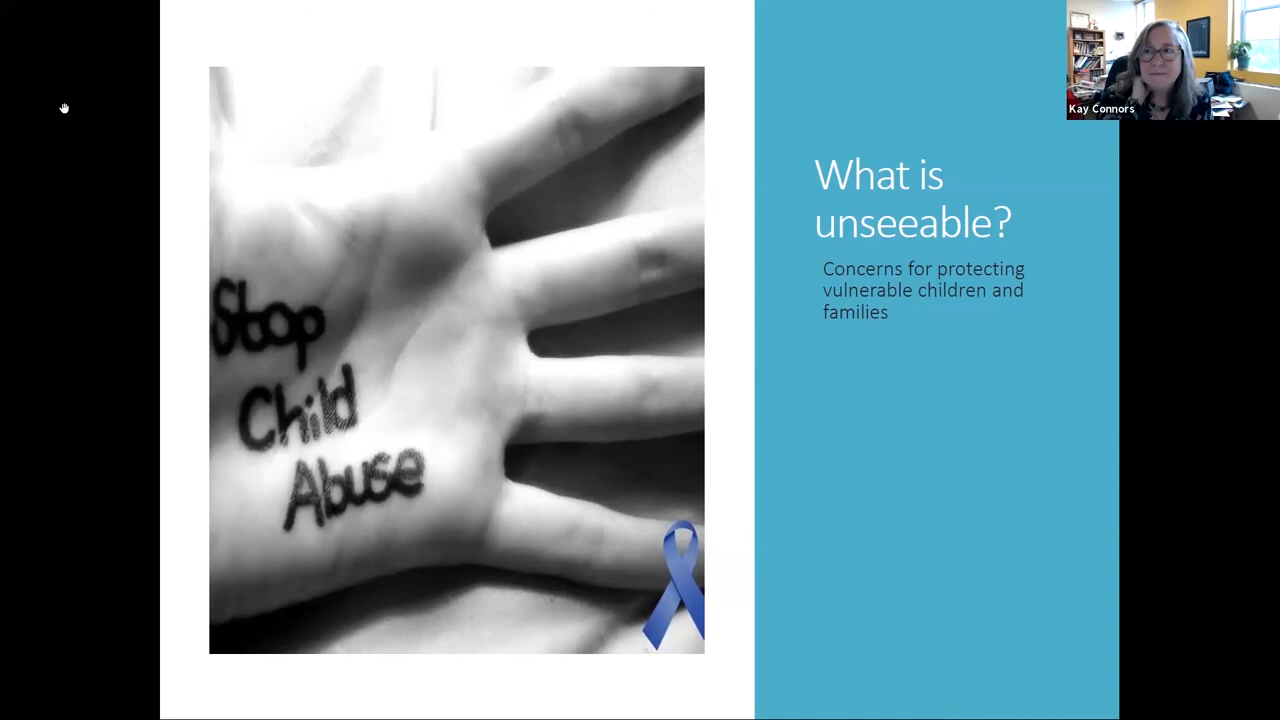 Stop
Child
Abuse
What is
unseeable?
Concerns for protecting
vulnerable children and
families
Kay Connors